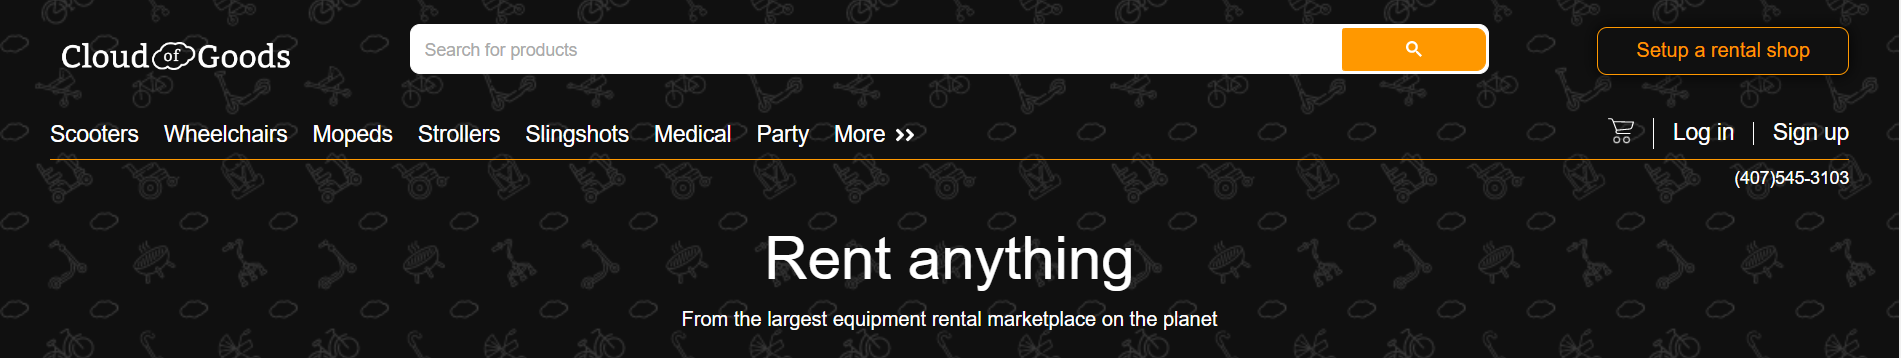 Cloud of Goods
Search for products
Setup a rental shop
Scooters Wheelchairs Mopeds Strollers Slingshots Medical Party More
Log in Sign up
(407)545-3103
Rent anything
From the largest equipment rental marketplace on the planet